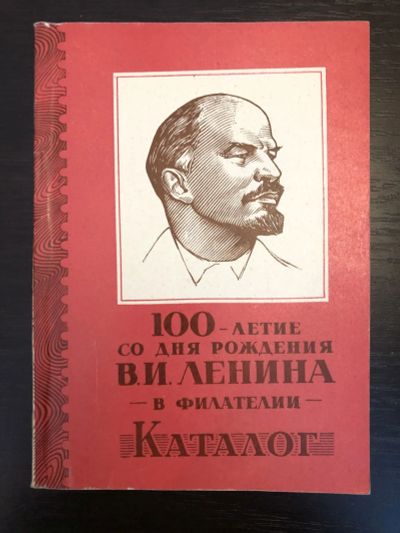 100-ЛЕТИЕ
СО ДНЯ РОЖДЕНИЯ
В.И. ЛЕНИНА
— В ФИЛАТЕЛИИ —
КАТАЛОГ